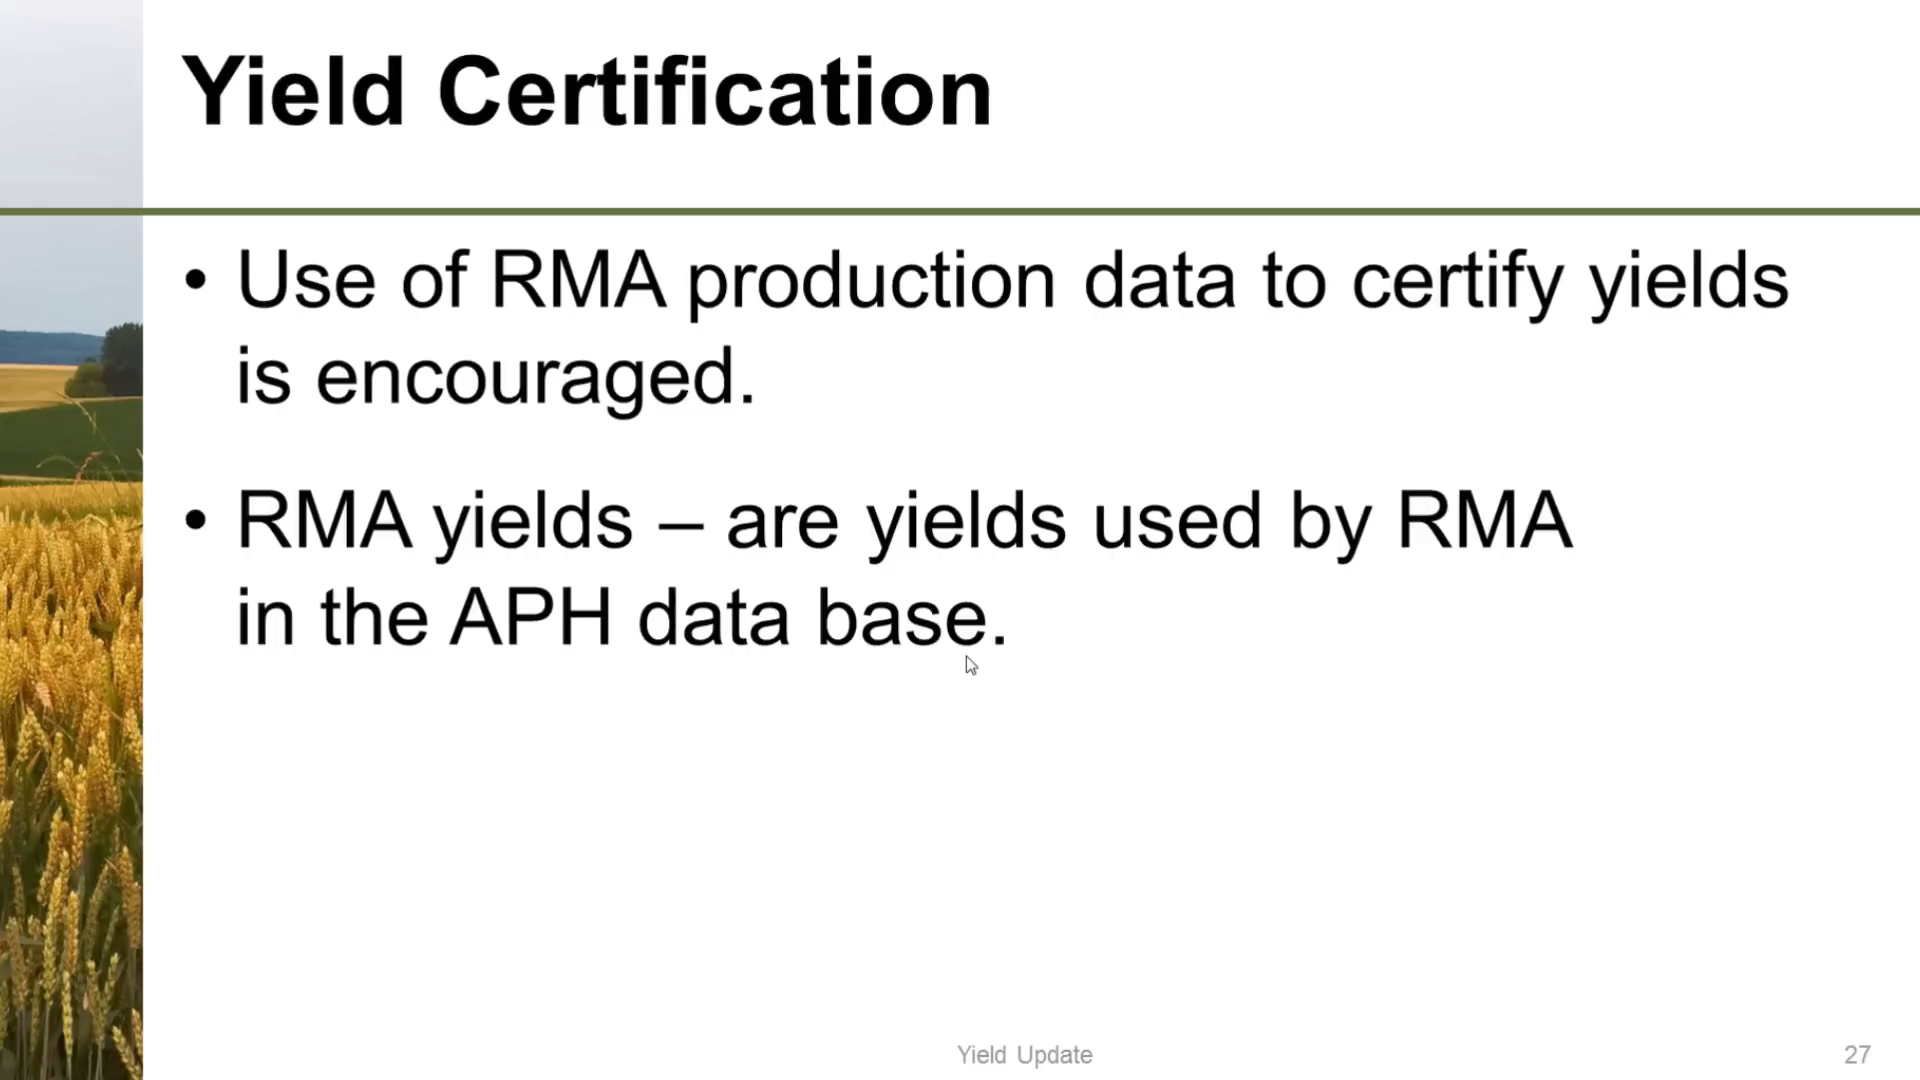 Yield Certification
• Use of RMA production data to certify yields
is encouraged.
• RMA yields – are yields used by RMA
in the APH data base.
Yield Update
27